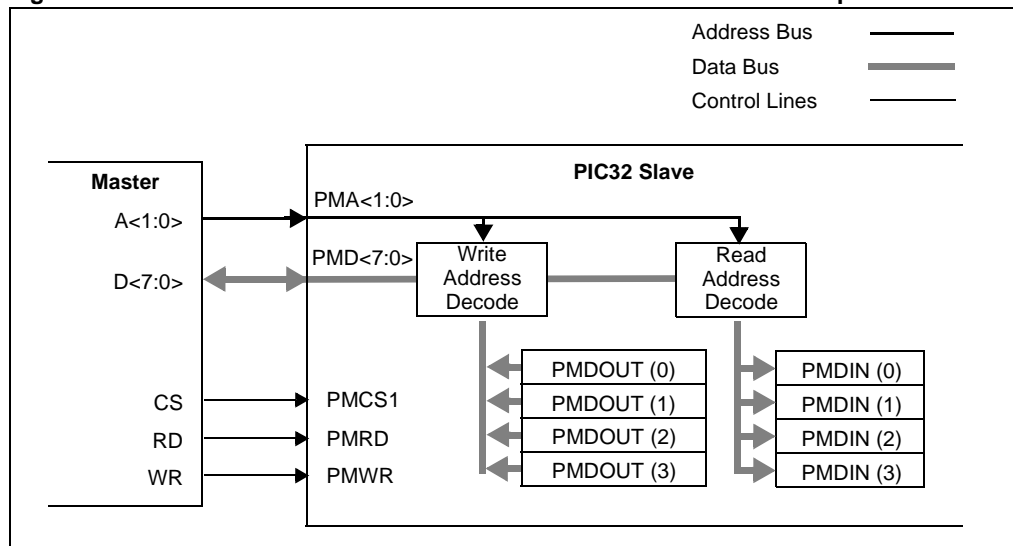 Address Bus
Data Bus
Control Lines
Master
PIC32 Slave
A<1:0>
PMA<1:0>
D<7:0>
PMD<7:0>
Write
Address
Decode
Read
Address
Decode
PMDOUT (0)
PMDOUT (1)
PMDOUT (2)
PMDOUT (3)
PMDIN (0)
PMDIN (1)
PMDIN (2)
PMDIN (3)
CS
PMCS1
RD
PMRD
WR
PMWR